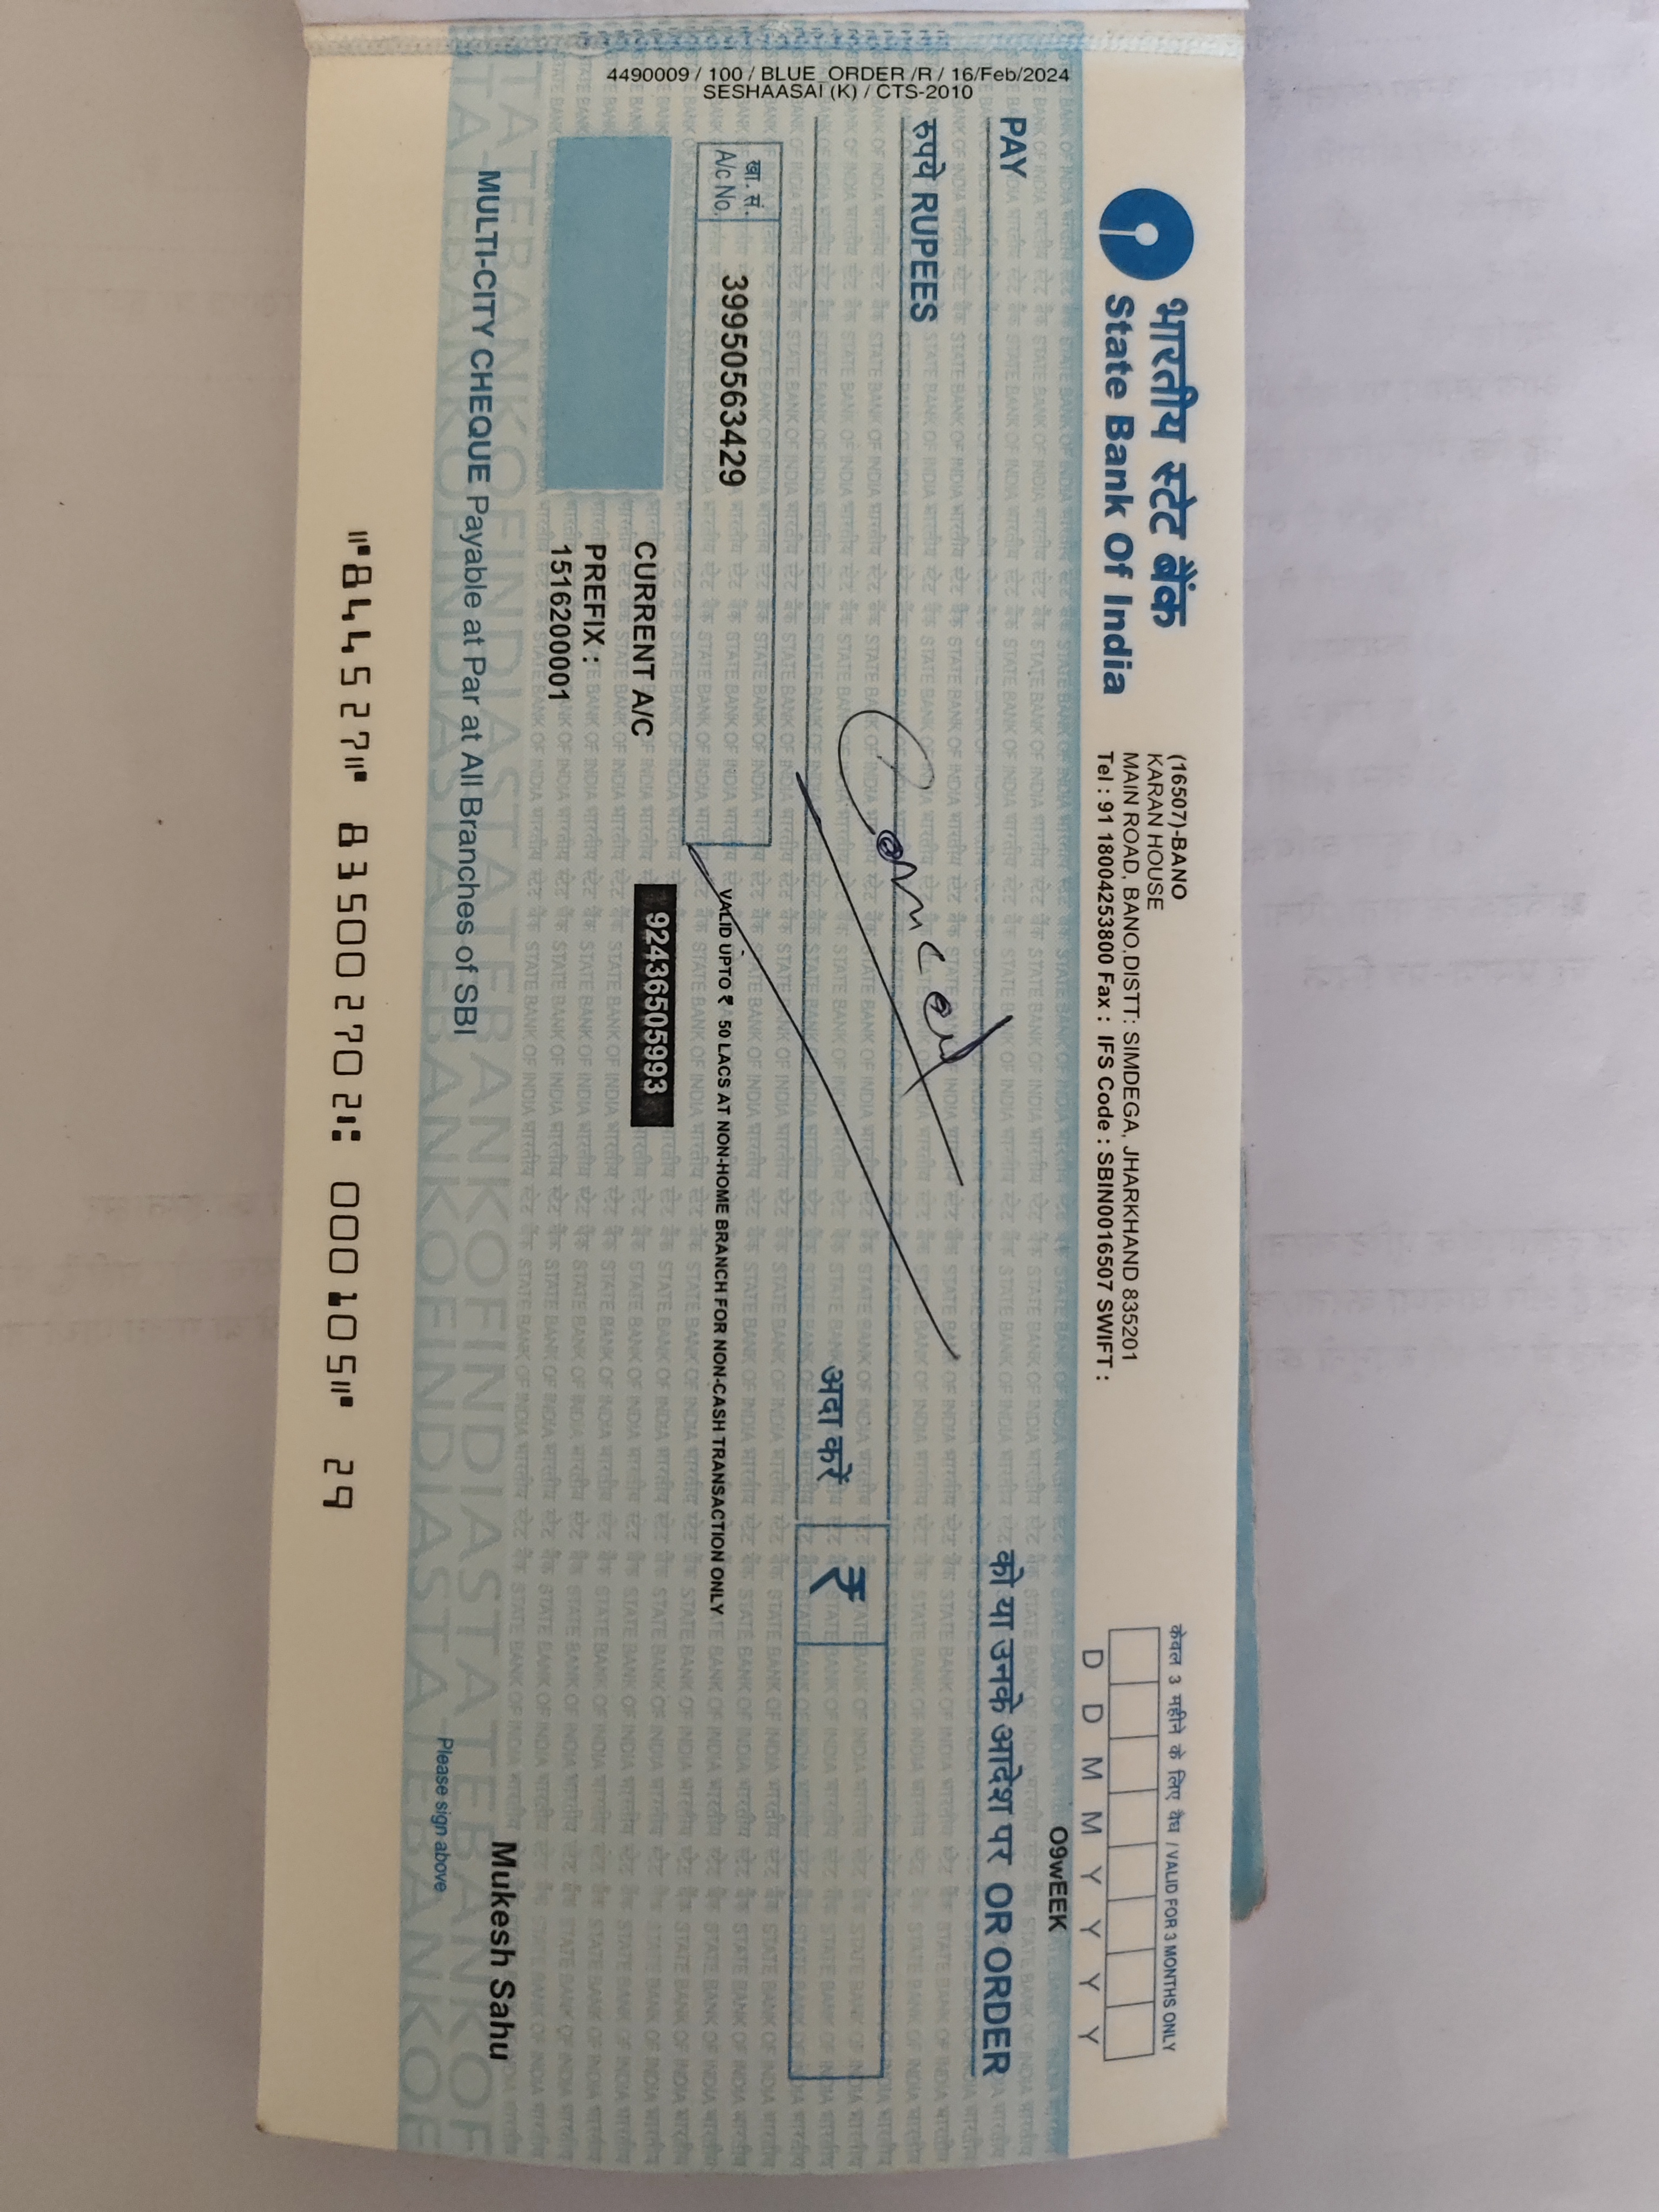 भारतीय स्टेट बैंक
State Bank Of India
(16507)-BANO
KARAN HOUSE
MAIN ROAD, BANO,DISTT: SIMDEGA, JHARKHAND 835201
Tel : 91 18004253800 Fax : IFS Code : SBIN0016507 SWIFT :
केवल 3 महीने के लिए वैध / VALID FOR 3 MONTHS ONLY
D D M M Y Y Y Y
O9wEEK
PAY
को या उनके आदेश पर OR ORDER
रुपये RUPEES
Cancel
अदा करें ₹
खा. सं.
A/c No. 39950563429
VALID UPTO ₹ 50 LACS AT NON-HOME BRANCH FOR NON-CASH TRANSACTION ONLY
CURRENT A/C
92436505993
PREFIX :
1516200001
Mukesh Sahu
MULTI-CITY CHEQUE Payable at Par at All Branches of SBI
Please sign above
⑈844527⑈ 835002702⑆ 000105⑈ 29
4490009 / 100 / BLUE_ORDER /R / 16/Feb/2024
SESHAASAI (K) / CTS-2010